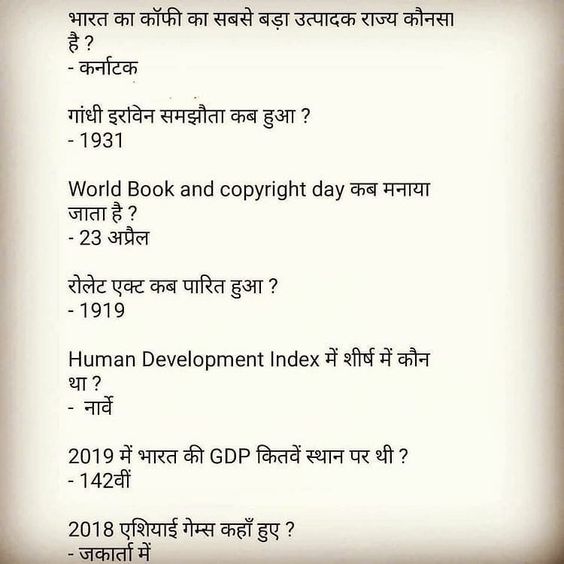 भारत का कॉफी का सबसे बड़ा उत्पादक राज्य कौनसा
है ?
- कर्नाटक
गांधी इरविन समझौता कब हुआ ?
- 1931
World Book and copyright day कब मनाया
जाता है ?
- 23 अप्रैल
रोलेट एक्ट कब पारित हुआ ?
- 1919
Human Development Index में शीर्ष में कौन
था ?
- नार्वे
2019 में भारत की GDP कितवें स्थान पर थी ?
- 142वीं
2018 एशियाई गेम्स कहाँ हुए ?
- जकार्ता में